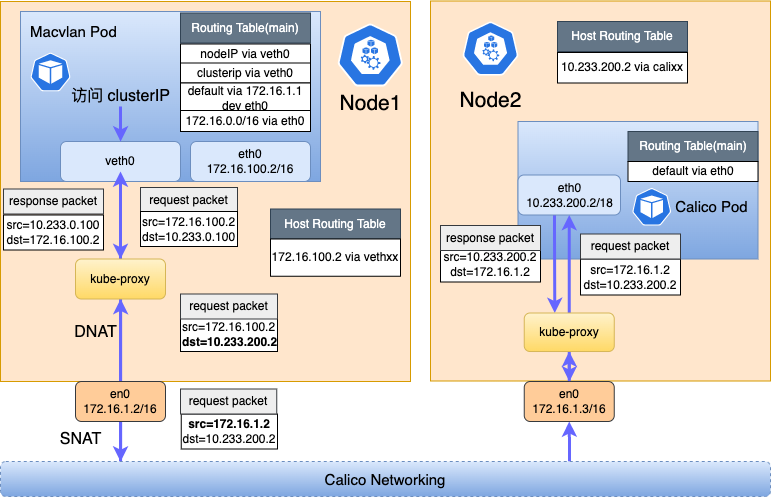 Macvlan Pod
Routing Table(main)
nodeIP via veth0
clusterip via veth0
default via 172.16.1.1
dev eth0
172.16.0.0/16 via eth0
访问 clusterIP
veth0
eth0
172.16.100.2/16
Node1
response packet
src=10.233.0.100
dst=172.16.100.2
request packet
src=172.16.100.2
dst=10.233.0.100
Host Routing Table
172.16.100.2 via vethxx
kube-proxy
request packet
src=172.16.100.2
dst=10.233.200.2
DNAT
en0
172.16.1.2/16
request packet
src=172.16.1.2
dst=10.233.200.2
SNAT
Node2
Host Routing Table
10.233.200.2 via calixx
Routing Table(main)
default via eth0
eth0
10.233.200.2/18
Calico Pod
response packet
src=10.233.200.2
dst=172.16.1.2
request packet
src=172.16.1.2
dst=10.233.200.2
kube-proxy
en0
172.16.1.3/16
Calico Networking